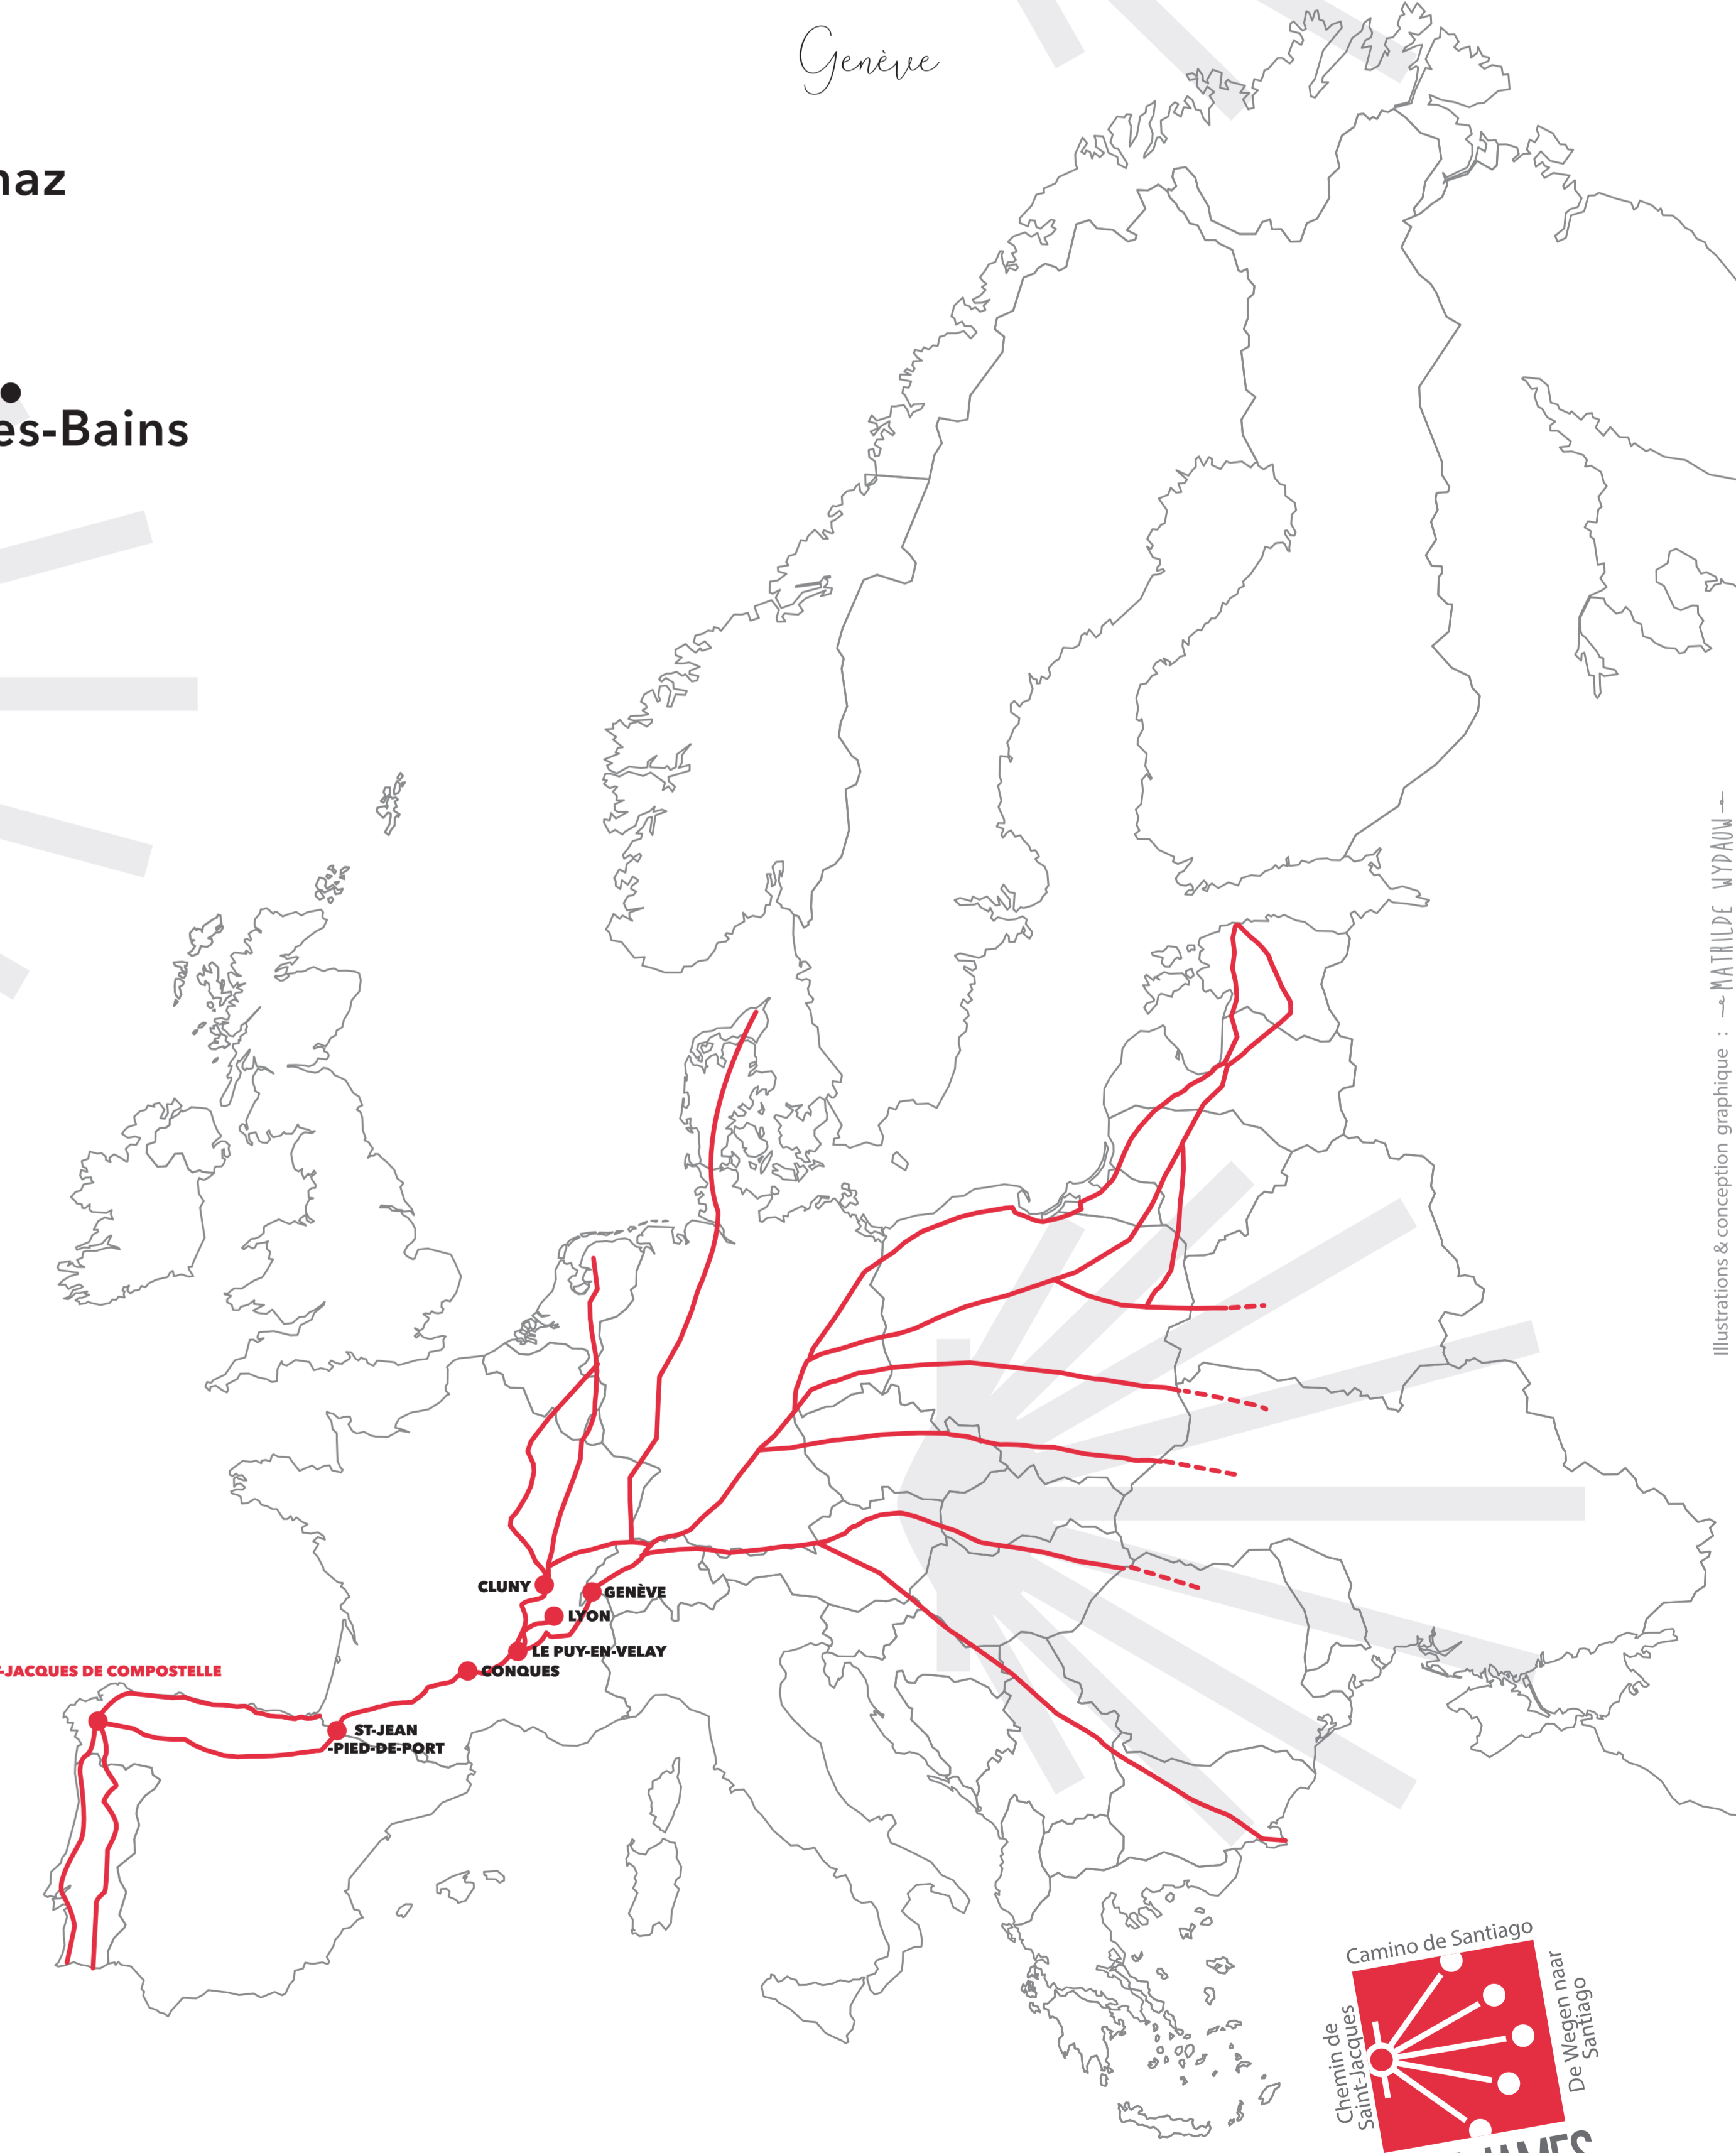 Genève
naz
es-Bains
CLUNY
GENÈVE
LYON
LE PUY-EN-VELAY
CONQUES
-JACQUES DE COMPOSTELLE
ST-JEAN
-PIED-DE-PORT
Illustrations & conception graphique : MATHILDE WYDAUW
Camino de Santiago
Chemin de
Saint-Jacques
De Wegen naar
Santiago